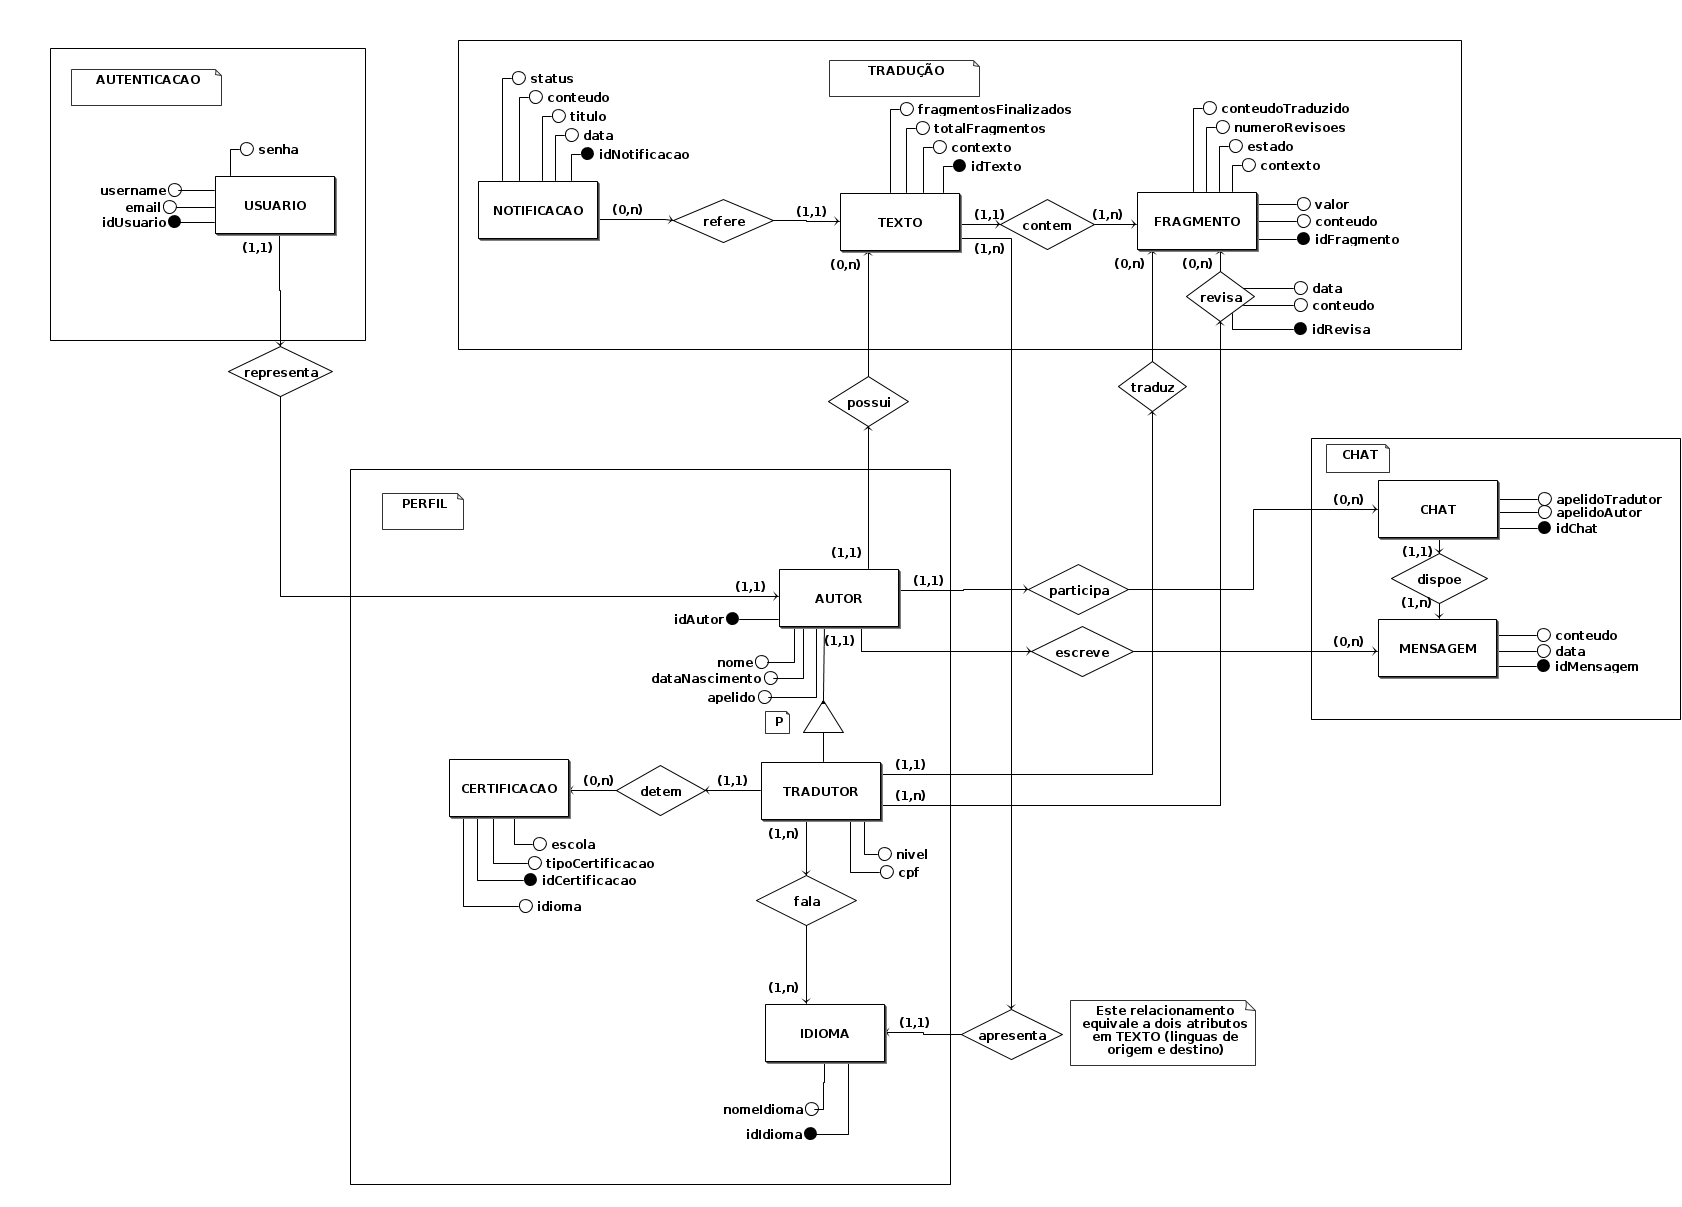 AUTENTICACAO
senha
username
email
idUsuario
USUARIO
(1,1)
representa
TRADUÇÃO
status
conteudo
titulo
data
idNotificacao
NOTIFICACAO
(0,n)
refere
(1,1)
fragmentosFinalizados
totalFragmentos
contexto
idTexto
TEXTO
(1,1)
(1,n)
(0,n)
contem
(1,n)
conteudoTraduzido
numeroRevisoes
estado
contexto
FRAGMENTO
valor
conteudo
idFragmento
(0,n)
(0,n)
revisa
data
conteudo
idRevisa
possui
traduz
PERFIL
(1,1)
(1,1)
AUTOR
(1,1)
idAutor
(1,1)
nome
dataNascimento
apelido
P
participa
escreve
CHAT
(0,n)
CHAT
apelidoTradutor
apelidoAutor
idChat
(1,1)
dispoe
(1,n)
(0,n)
MENSAGEM
conteudo
data
idMensagem
CERTIFICACAO
(0,n)
detem
(1,1)
TRADUTOR
(1,1)
(1,n)
(1,n)
escola
tipoCertificacao
idCertificacao
idioma
nivel
cpf
fala
(1,n)
IDIOMA
(1,1)
apresenta
Este relacionamento
equivale a dois atributos
em TEXTO (linguas de
origem e destino)
nomeIdioma
idIdioma